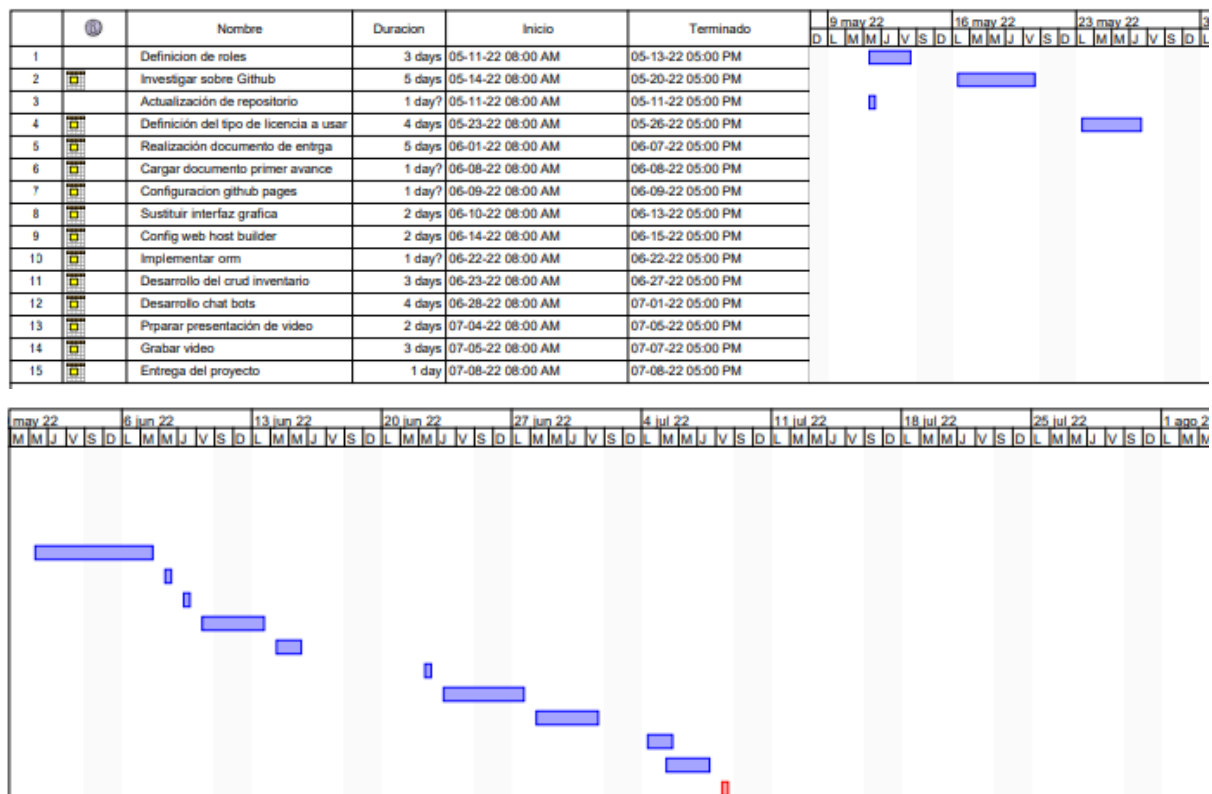 Nombre Duracion Inicio Terminado 9 may 22 16 may 22 23 may 22 3
D L M M J V S D L M M J V S D L M M J V S D L
1 Definicion de roles 3 days 05-11-22 08:00 AM 05-13-22 05:00 PM
2 Investigar sobre Github 5 days 05-14-22 08:00 AM 05-20-22 05:00 PM
3 Actualización de repositorio 1 day? 05-11-22 08:00 AM 05-11-22 05:00 PM
4 Definición del tipo de licencia a usar 4 days 05-23-22 08:00 AM 05-26-22 05:00 PM
5 Realización documento de entrga 5 days 06-01-22 08:00 AM 06-07-22 05:00 PM
6 Cargar documento primer avance 1 day? 06-08-22 08:00 AM 06-08-22 05:00 PM
7 Configuracion github pages 1 day? 06-09-22 08:00 AM 06-09-22 05:00 PM
8 Sustituir interfaz grafica 2 days 06-10-22 08:00 AM 06-13-22 05:00 PM
9 Config web host builder 2 days 06-14-22 08:00 AM 06-15-22 05:00 PM
10 Implementar orm 1 day? 06-22-22 08:00 AM 06-22-22 05:00 PM
11 Desarrollo del crud inventario 3 days 06-23-22 08:00 AM 06-27-22 05:00 PM
12 Desarrollo chat bots 4 days 06-28-22 08:00 AM 07-01-22 05:00 PM
13 Prparar presentación de video 2 days 07-04-22 08:00 AM 07-05-22 05:00 PM
14 Grabar video 3 days 07-05-22 08:00 AM 07-07-22 05:00 PM
15 Entrega del proyecto 1 day 07-08-22 08:00 AM 07-08-22 05:00 PM
may 22 6 jun 22 13 jun 22 20 jun 22 27 jun 22 4 jul 22 11 jul 22 18 jul 22 25 jul 22 1 ago 2
M M J V S D L M M J V S D L M M J V S D L M M J V S D L M M J V S D L M M J V S D L M M J V S D L M M J V S D L M M J V S D L M M